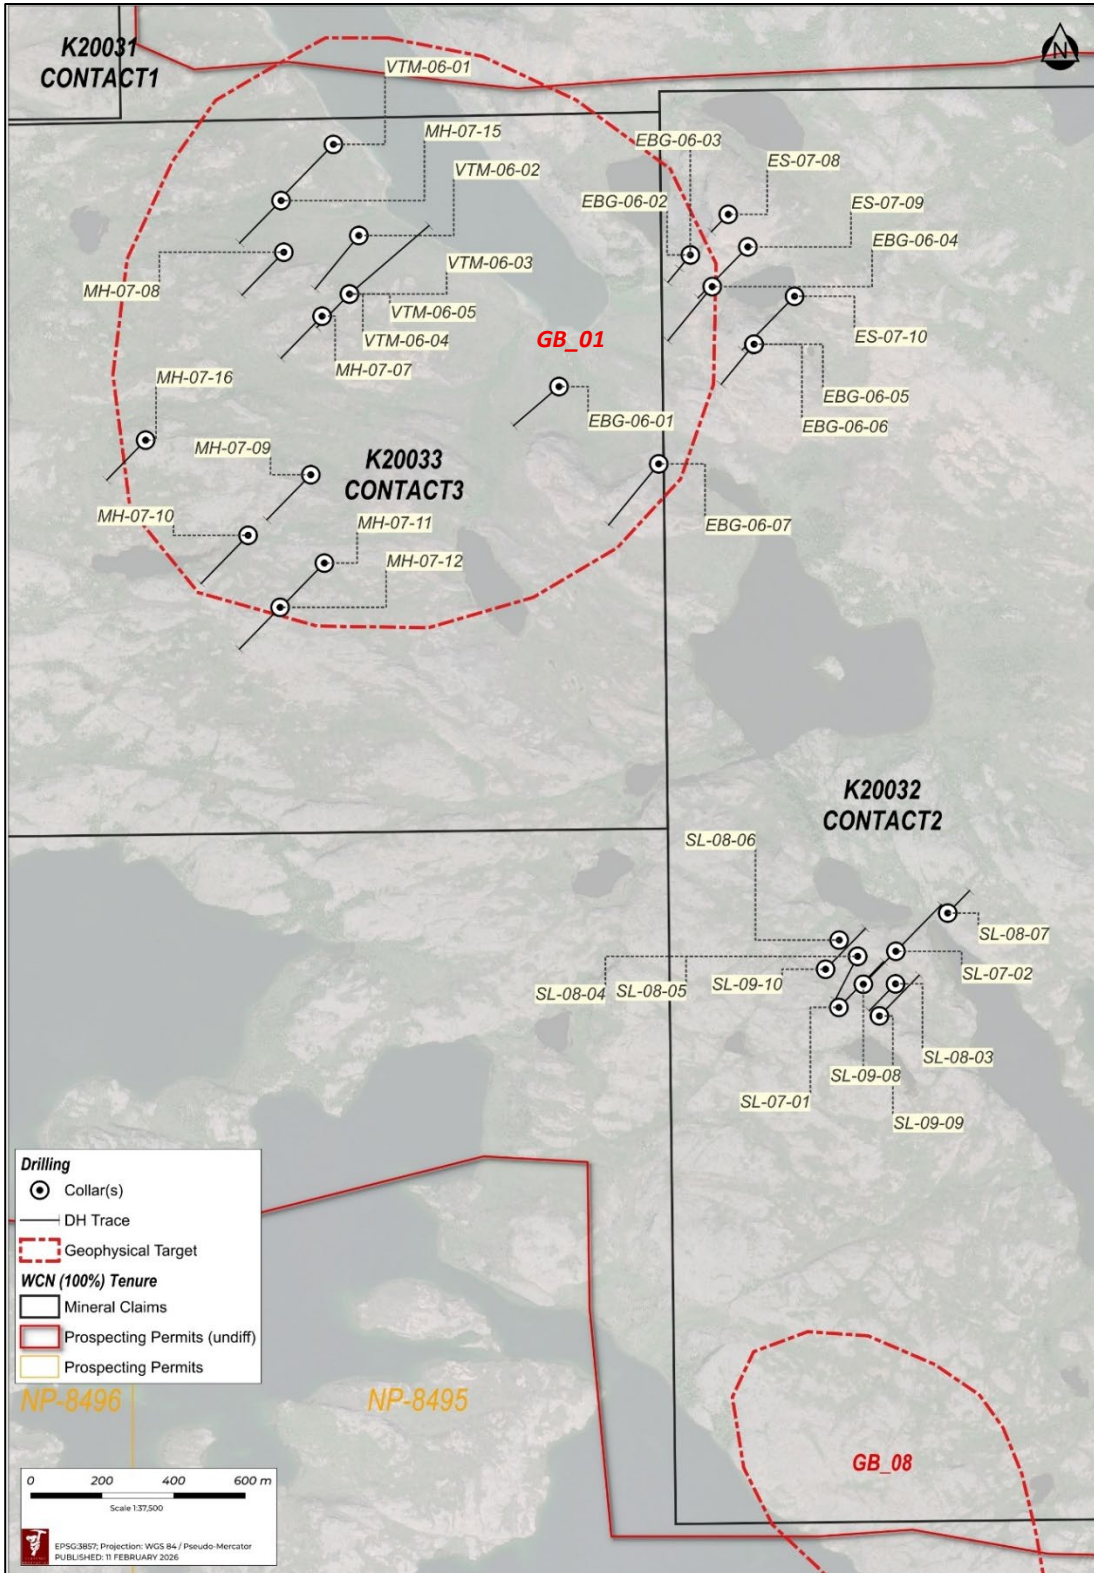 K20031
CONTACT1
N
VTM-06-01
MH-07-15
VTM-06-02
EBG-06-03
ES-07-08
EBG-06-02
ES-07-09
EBG-06-04
MH-07-08
VTM-06-03
VTM-06-05
VTM-06-04
GB_01
ES-07-10
MH-07-07
MH-07-16
EBG-06-05
EBG-06-01
EBG-06-06
MH-07-09
K20033
CONTACT3
MH-07-10
MH-07-11
EBG-06-07
MH-07-12
K20032
CONTACT2
SL-08-06
SL-08-07
SL-07-02
SL-09-10
SL-08-04
SL-08-05
SL-08-03
SL-09-08
SL-07-01
SL-09-09
Drilling
Collar(s)
DH Trace
Geophysical Target
WCN (100%) Tenure
Mineral Claims
Prospecting Permits (undiff)
Prospecting Permits
NP-8496
NP-8495
GB_08
0 200 400 600 m
Scale 1:37,500
EPSG:3857; Projection: WGS 84 / Pseudo-Mercator
PUBLISHED: 11 FEBRUARY 2026